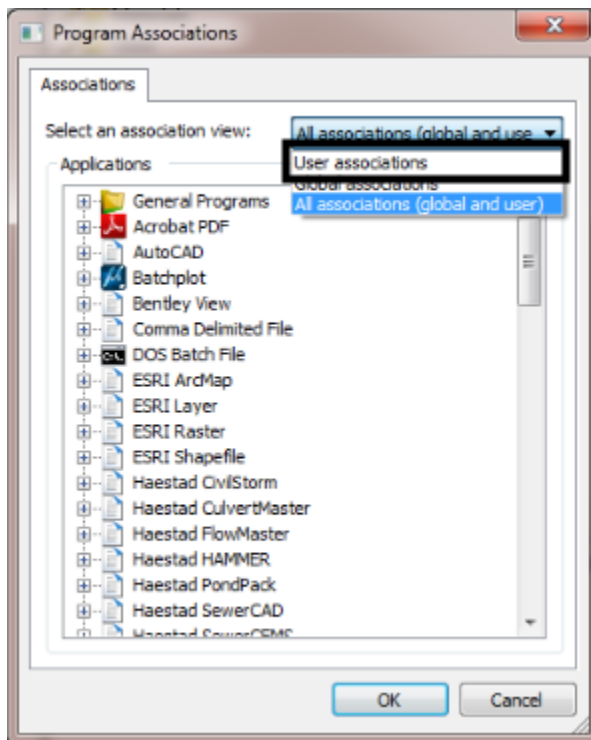 Program Associations
Associations
Select an association view:
All associations (global and use
User associations
Global associations
All associations (global and user)
Applications
General Programs
Acrobat PDF
AutoCAD
Batchplot
Bentley View
Comma Delimited File
DOS Batch File
ESRI ArcMap
ESRI Layer
ESRI Raster
ESRI Shapefile
Haestad CivilStorm
Haestad CulvertMaster
Haestad FlowMaster
Haestad HAMMER
Haestad PondPack
Haestad SewerCAD
Haestad SewerGEMS
OK
Cancel